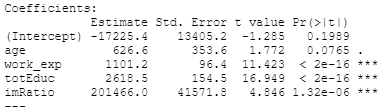 Coefficients:
Estimate Std. Error t value Pr(>|t|)
(Intercept) -17225.4 13405.2 -1.285 0.1989
age 626.6 353.6 1.772 0.0765 .
work_exp 1101.2 96.4 11.423 < 2e-16 ***
totEduc 2618.5 154.5 16.949 < 2e-16 ***
imRatio 201466.0 41571.8 4.846 1.32e-06 ***
---